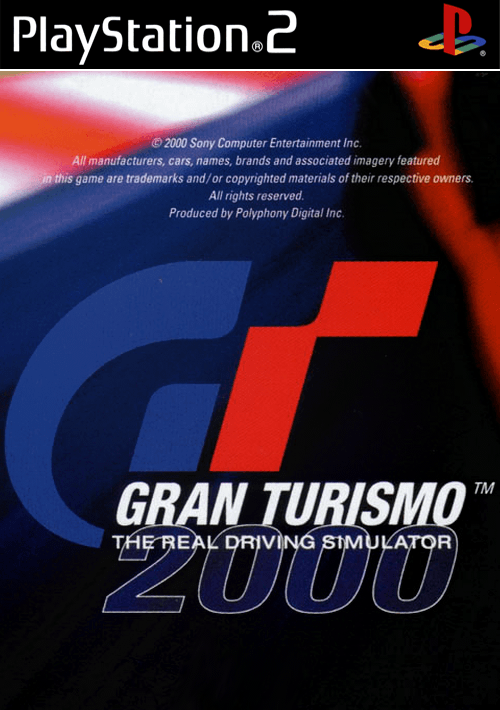 PlayStation®2
®
© 2000 Sony Computer Entertainment Inc.
All manufacturers, cars, names, brands and associated imagery featured
in this game are trademarks and/or copyrighted materials of their respective owners.
All rights reserved.
Produced by Polyphony Digital Inc.
GT
GRAN TURISMO™
THE REAL DRIVING SIMULATOR
2000